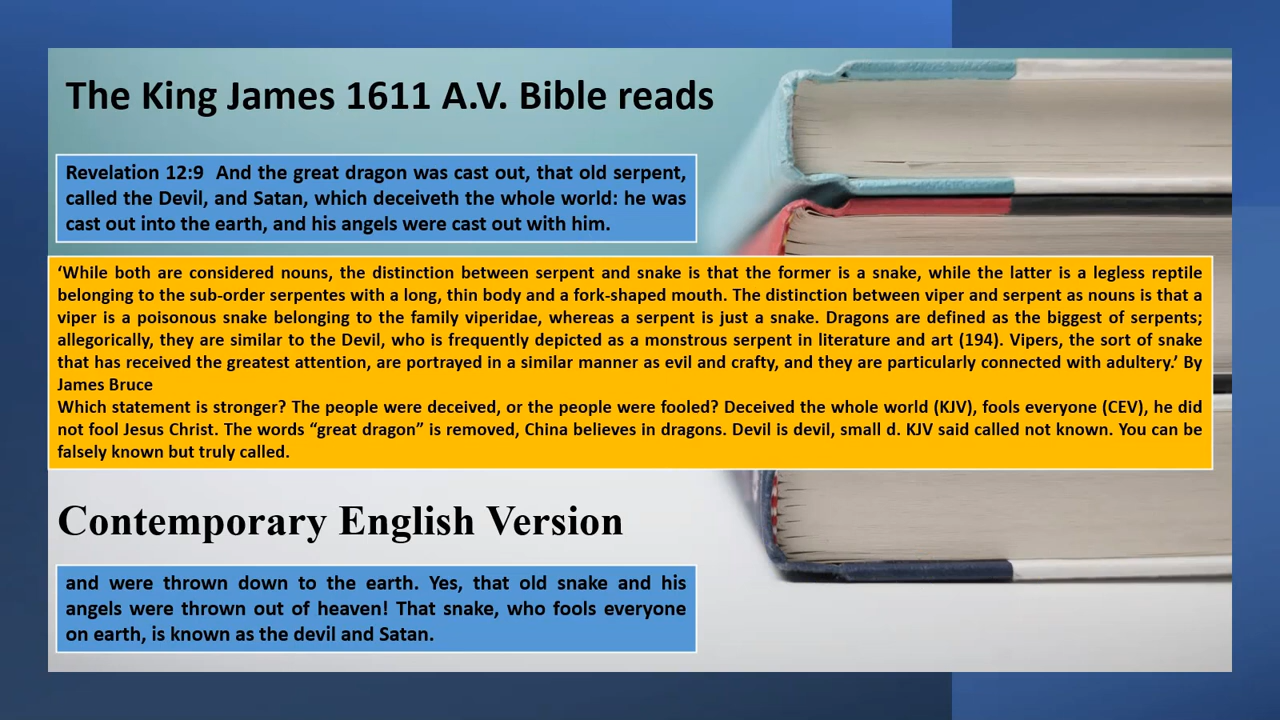 The King James 1611 A.V. Bible reads
Revelation 12:9  And the great dragon was cast out, that old serpent,
called the Devil, and Satan, which deceiveth the whole world: he was
cast out into the earth, and his angels were cast out with him.
‘While both are considered nouns, the distinction between serpent and snake is that the former is a snake, while the latter is a legless reptile
belonging to the sub-order serpentes with a long, thin body and a fork-shaped mouth. The distinction between viper and serpent as nouns is that a
viper is a poisonous snake belonging to the family viperidae, whereas a serpent is just a snake. Dragons are defined as the biggest of serpents;
allegorically, they are similar to the Devil, who is frequently depicted as a monstrous serpent in literature and art (194). Vipers, the sort of snake
that has received the greatest attention, are portrayed in a similar manner as evil and crafty, and they are particularly connected with adultery.’ By
James Bruce
Which statement is stronger? The people were deceived, or the people were fooled? Deceived the whole world (KJV), fools everyone (CEV), he did
not fool Jesus Christ. The words “great dragon” is removed, China believes in dragons. Devil is devil, small d. KJV said called not known. You can be
falsely known but truly called.
Contemporary English Version
and were thrown down to the earth. Yes, that old snake and his
angels were thrown out of heaven! That snake, who fools everyone
on earth, is known as the devil and Satan.